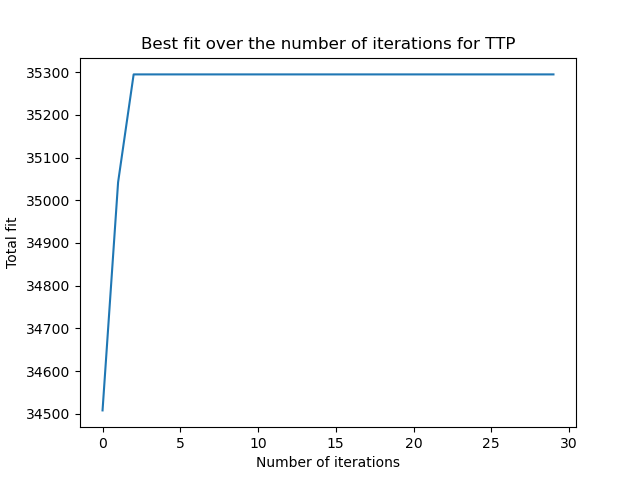 Best fit over the number of iterations for TTP
35300
35200
35100
35000
34900
34800
34700
34600
34500
Total fit
0 5 10 15 20 25 30
Number of iterations